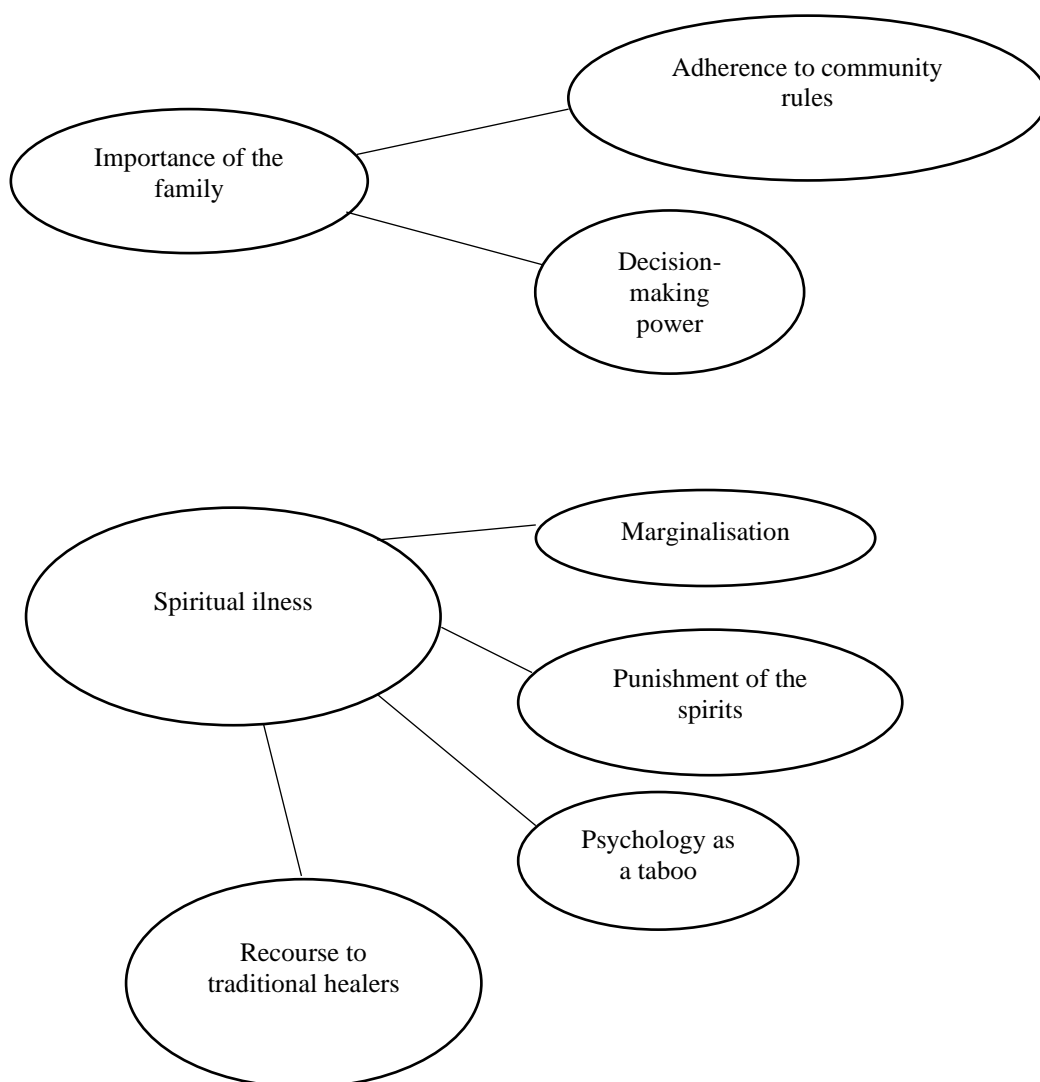 Adherence to community
rules
Importance of the
family
Decision-
making
power
Marginalisation
Spiritual ilness
Punishment of the
spirits
Psychology as
a taboo
Recourse to
traditional healers